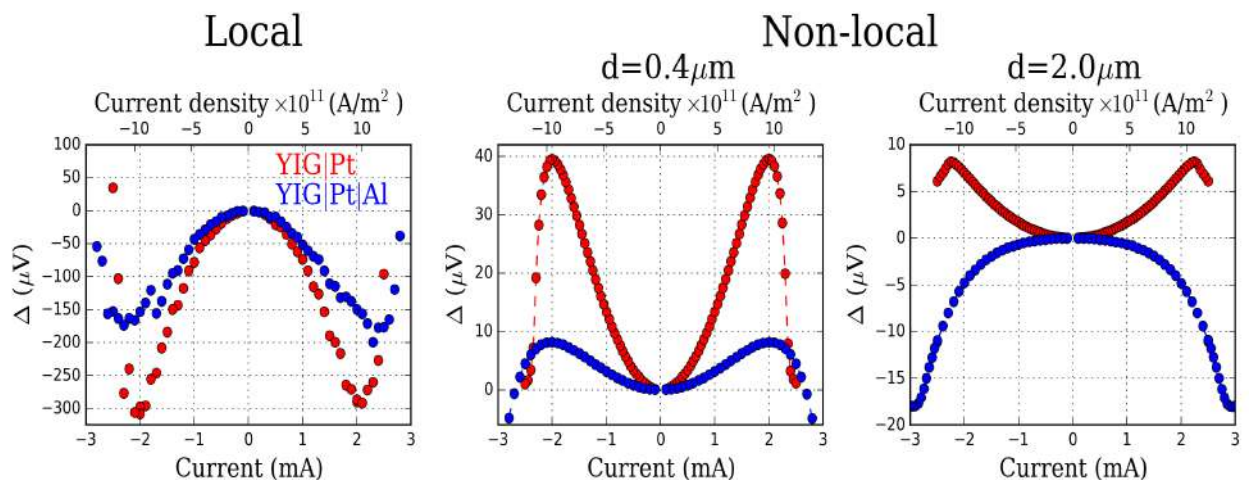 Local
Non-local
d=0.4μm
d=2.0μm
Current density ×10¹¹ (A/m²)
Current density ×10¹¹ (A/m²)
Current density ×10¹¹ (A/m²)
−10 −5 0 5 10
−10 −5 0 5 10
−10 −5 0 5 10
YIG|Pt
YIG|Pt|Al
Δ (μV)
100
50
0
−50
−100
−150
−200
−250
−300
−3 −2 −1 0 1 2 3
Current (mA)
Δ (μV)
40
30
20
10
0
−3 −2 −1 0 1 2 3
Current (mA)
Δ (μV)
10
5
0
−5
−10
−15
−20
−3 −2 −1 0 1 2 3
Current (mA)